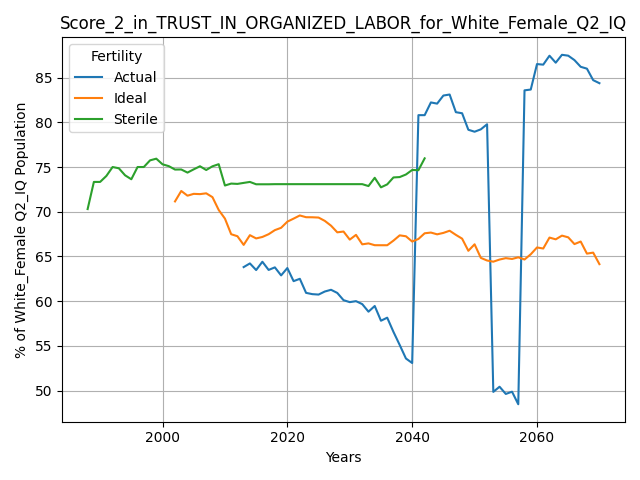 Score_2_in_TRUST_IN_ORGANIZED_LABOR_for_White_Female_Q2_IQ
Fertility
Actual
Ideal
Sterile
% of White_Female Q2_IQ Population
85
80
75
70
65
60
55
50
2000
2020
2040
2060
Years